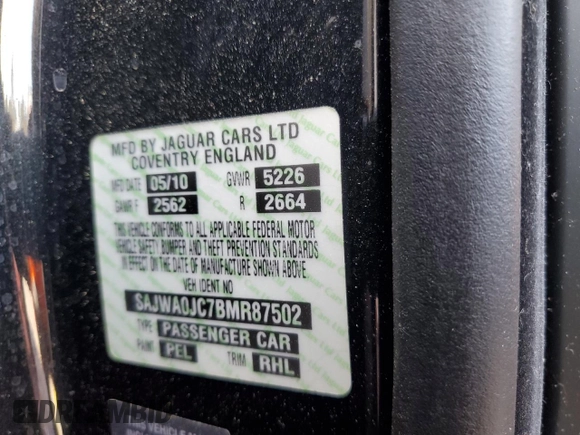 MFD BY JAGUAR CARS LTD
COVENTRY ENGLAND
MFD DATE 05/10 GVWR 5226
GAWR F 2562 R 2664
THIS VEHICLE CONFORMS TO ALL APPLICABLE FEDERAL MOTOR
VEHICLE SAFETY, BUMPER AND THEFT PREVENTION STANDARDS
IN EFFECT ON THE DATE OF MANUFACTURE SHOWN ABOVE.
VEH IDENT NO
SAJWA0JC7BMR87502
TYPE PASSENGER CAR
PAINT PEL TRIM RHL